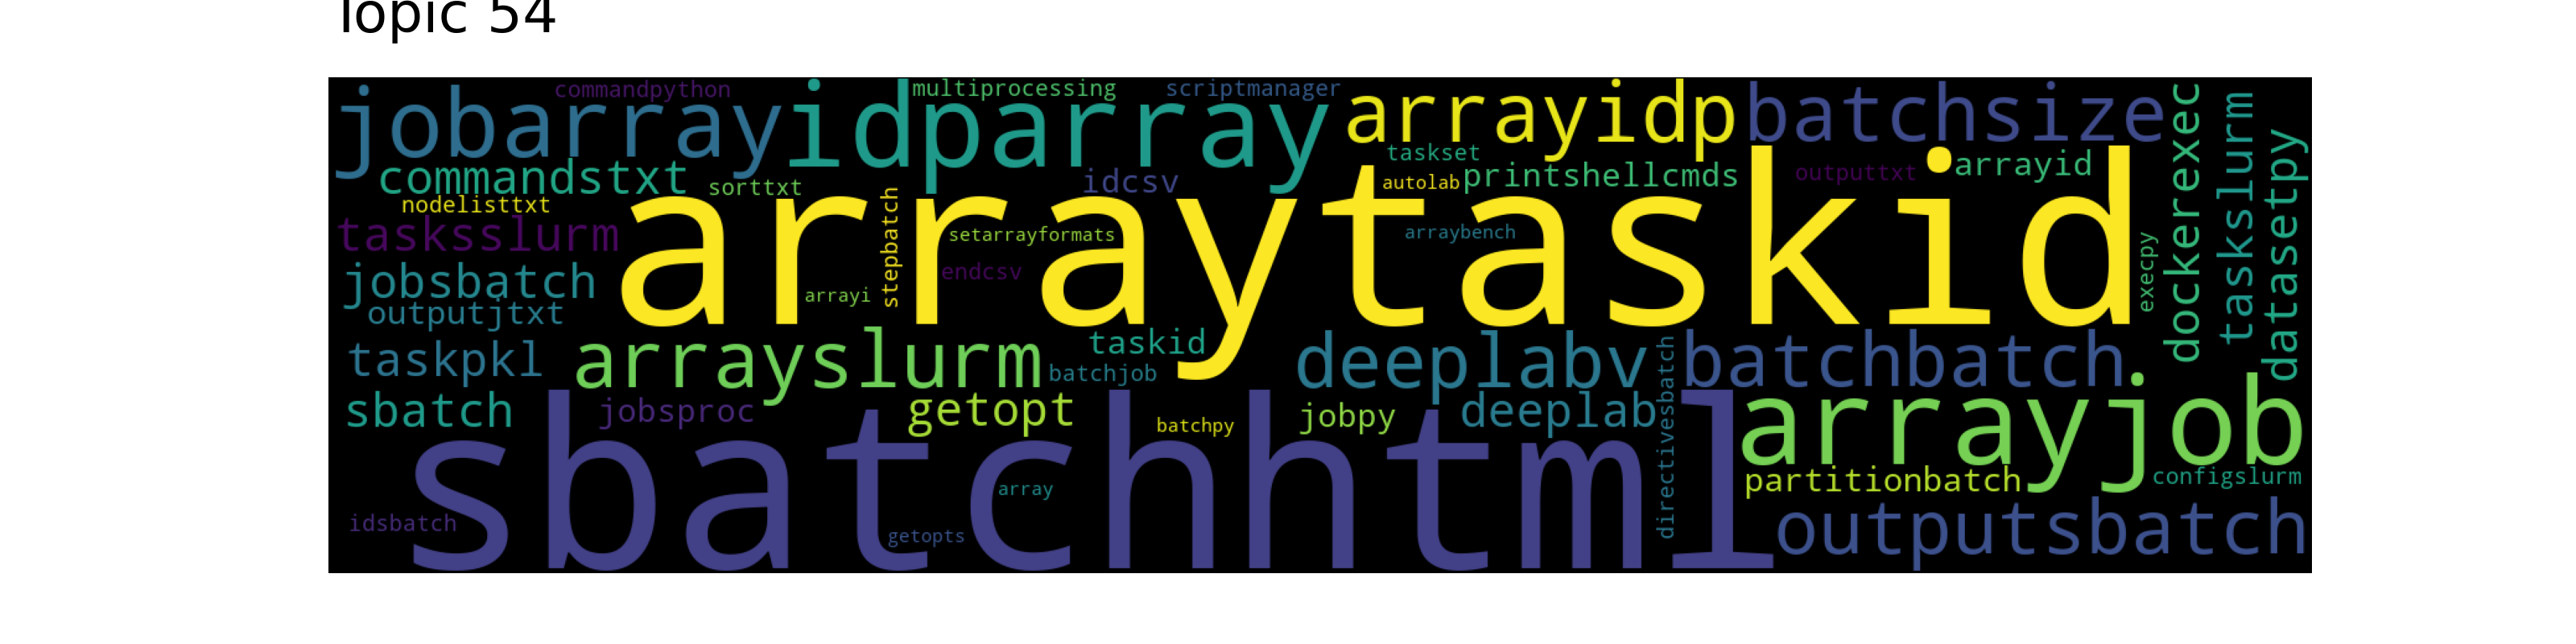 Topic 54
commandpython
multiprocessing
scriptmanager
jobarray
idparray
arrayidp
batchsize
dockerexec
taskslurm
datasetpy
commandstxt
sorttxt
idcsv
taskset
autolab
printshellcmds
outputtxt
arrayid
nodelisttxt
tasksslurm
arraytaskid
stepbatch
setarrayformats
arraybench
endcsv
arrayi
execpy
jobsbatch
outputjtxt
taskpkl
arrayslurm
taskid
batchjob
deeplabv
directivesbatch
batchbatch
sbatch
jobsproc
getopt
batchpy
jobpy
deeplab
arrayjob
sbatchhtml
array
partitionbatch
configslurm
idsbatch
getopts
outputsbatch